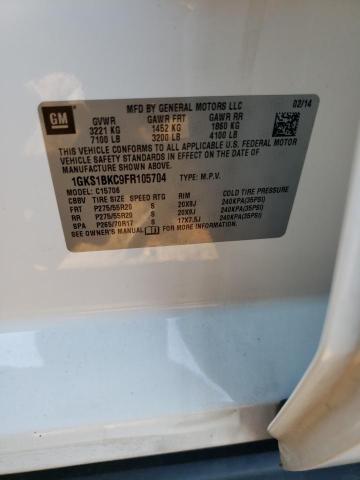 GM
MFD BY GENERAL MOTORS LLC 02/14
GVWR GAWR FRT GAWR RR
3221 KG 1452 KG 1860 KG
7100 LB 3200 LB 4100 LB
THIS VEHICLE CONFORMS TO ALL APPLICABLE U.S. FEDERAL MOTOR
VEHICLE SAFETY AND THEFT PREVENTION STANDARDS IN EFFECT ON
THE DATE OF MANUFACTURE SHOWN ABOVE.
1GKS1BKC9FR105704 TYPE: M.P.V.
MODEL: C15706
CBBV TIRE SIZE SPEED RTG RIM COLD TIRE PRESSURE
FRT P275/55R20 S 20X9J 240KPA(35PSI)
RR P275/55R20 S 20X9J 240KPA(35PSI)
SPA P265/70R17 S 17X7.5J 240KPA(35PSI)
SEE OWNER'S MANUAL FOR ADDITIONAL INFORMATION.